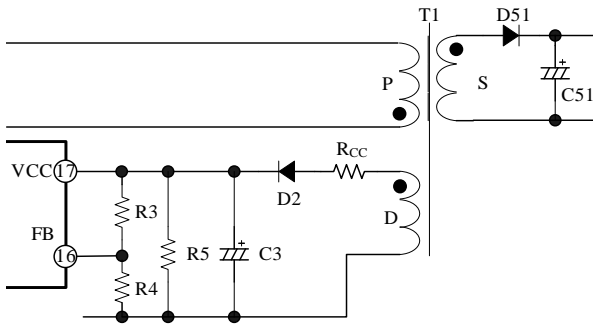 T1
D51
P
S
C51
VCC
17
RCC
D2
R3
D
FB
16
R5
C3
R4
+
+